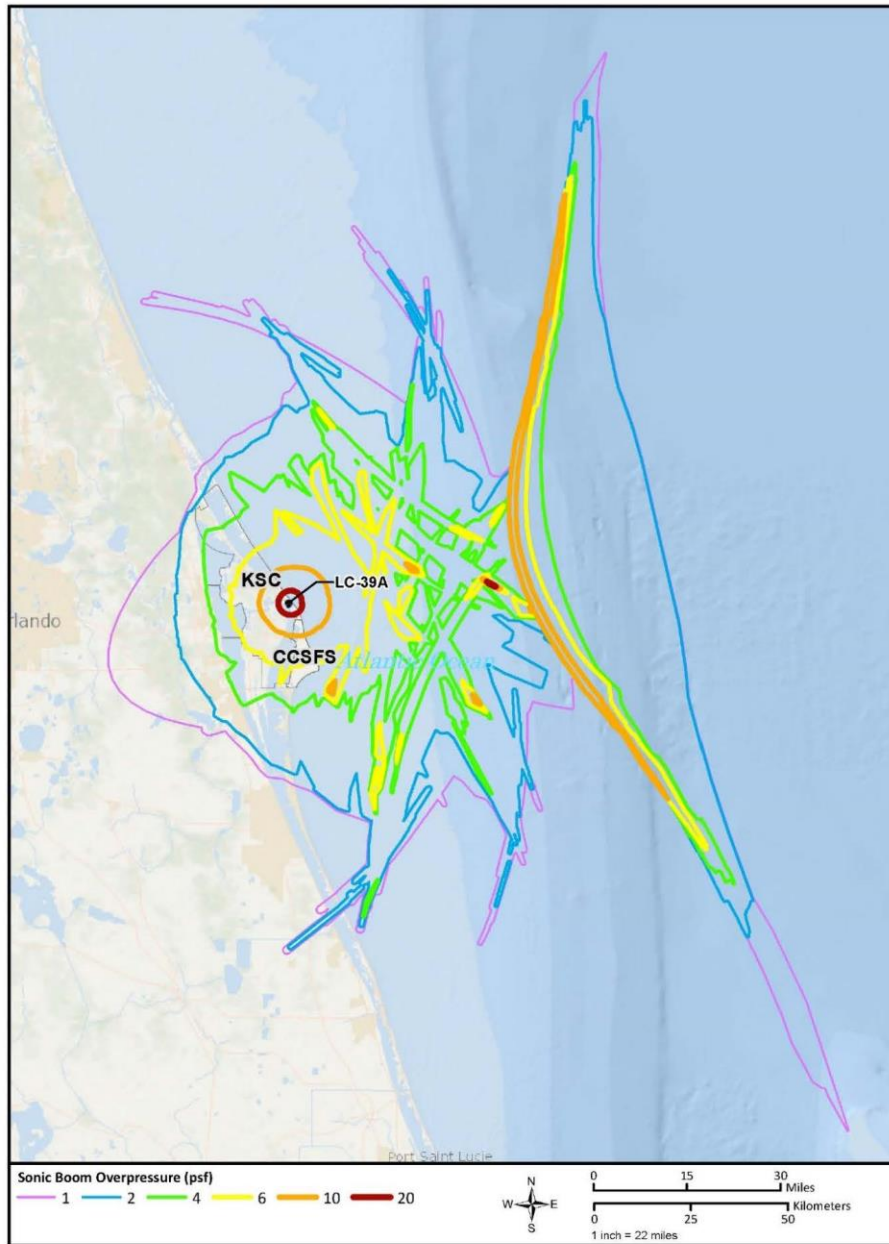 KSC
LC-39A
lando
CCSFS
Atlantic Ocean
Port Saint Lucie
Sonic Boom Overpressure (psf)
1 2 4 6 10 20
N
W E
S
0 15 30
Miles
Kilometers
0 25 50
1 inch = 22 miles